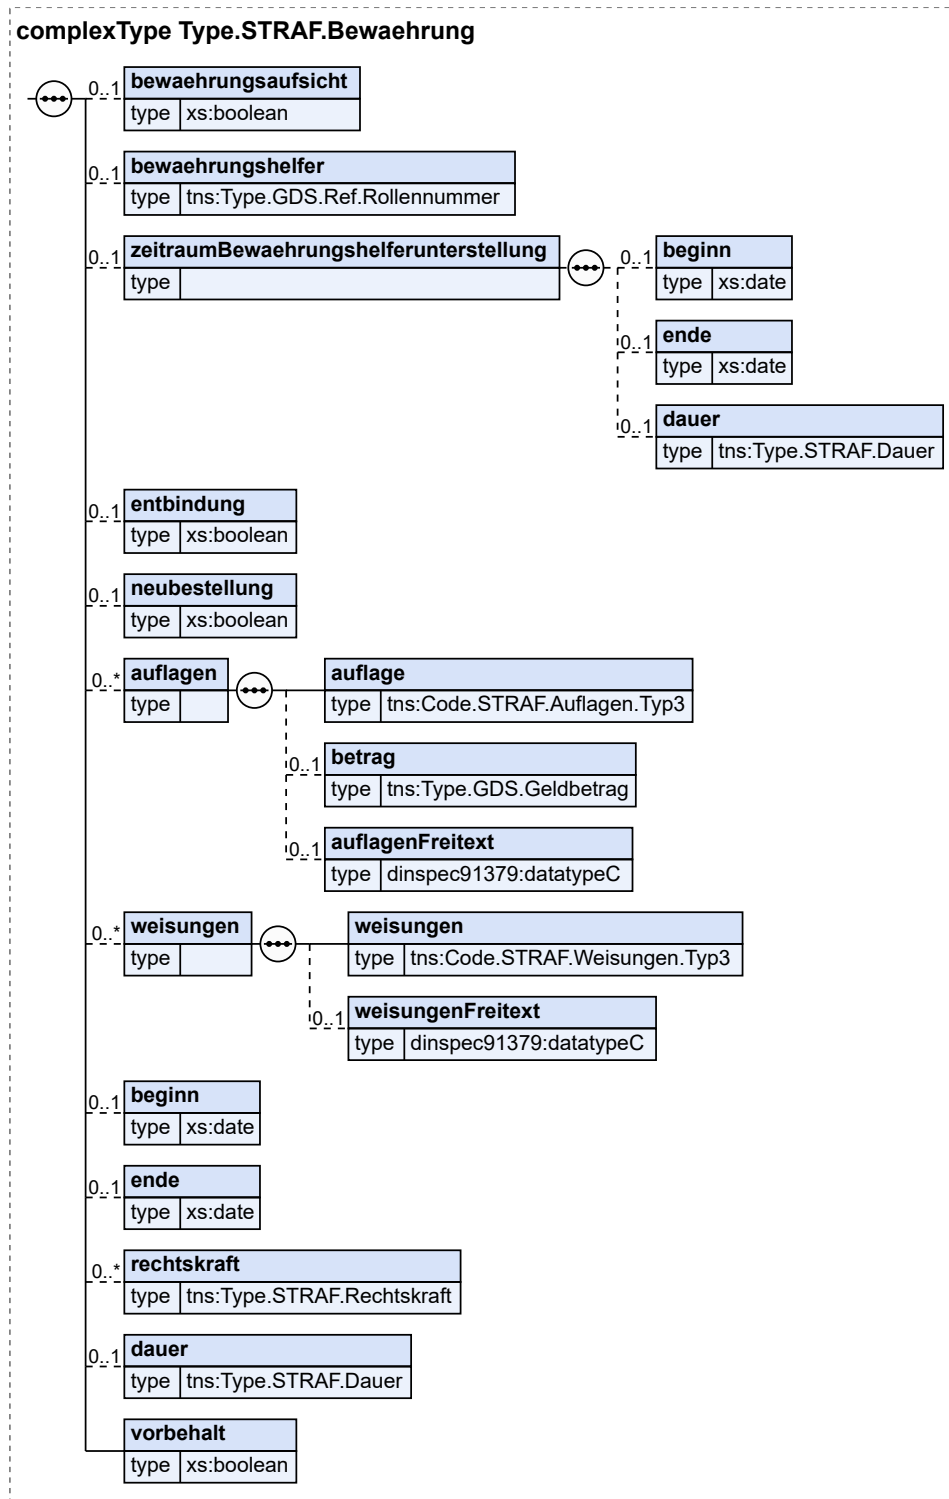 complexType Type.STRAF.Bewaehrung
0..1 bewaehrungsaufsicht
type xs:boolean
0..1 bewaehrungshelfer
type tns:Type.GDS.Ref.Rollennummer
0..1 zeitraumBewaehrungshelferunterstellung
type
0..1 beginn
type xs:date
0..1 ende
type xs:date
0..1 dauer
type tns:Type.STRAF.Dauer
0..1 entbindung
type xs:boolean
0..1 neubestellung
type xs:boolean
0..* auflagen
type
auflage
type tns:Code.STRAF.Auflagen.Typ3
0..1 betrag
type tns:Type.GDS.Geldbetrag
0..1 auflagenFreitext
type dinspec91379:datatypeC
0..* weisungen
type
weisungen
type tns:Code.STRAF.Weisungen.Typ3
0..1 weisungenFreitext
type dinspec91379:datatypeC
0..1 beginn
type xs:date
0..1 ende
type xs:date
0..* rechtskraft
type tns:Type.STRAF.Rechtskraft
0..1 dauer
type tns:Type.STRAF.Dauer
vorbehalt
type xs:boolean